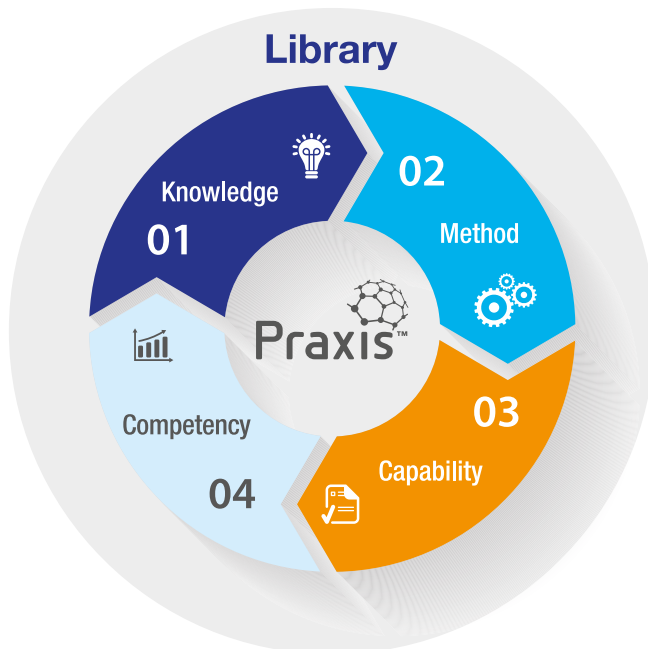 Library
Knowledge
01
02
Method
Praxis™
03
Capability
Competency
04